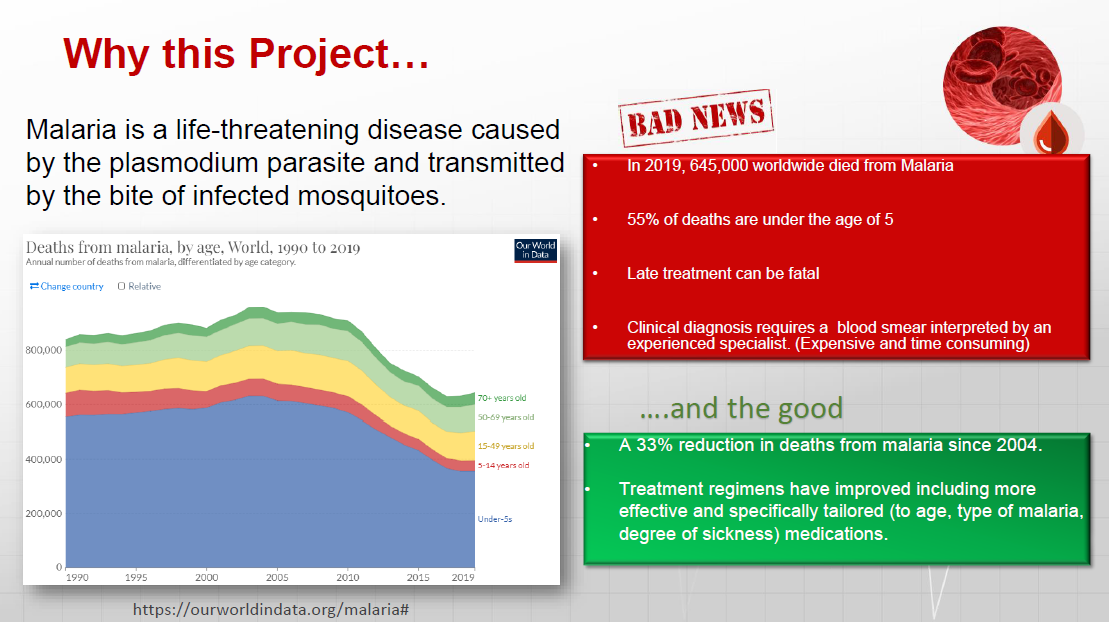 Why this Project…
Malaria is a life-threatening disease caused
by the plasmodium parasite and transmitted
by the bite of infected mosquitoes.
Deaths from malaria, by age, World, 1990 to 2019
Annual number of deaths from malaria, differentiated by age category.
Our World
in Data
Change country
Relative
800,000
600,000
400,000
200,000
0
1990
1995
2000
2005
2010
2015
2019
70+ years old
50-69 years old
15-49 years old
5-14 years old
Under-5s
https://ourworldindata.org/malaria#
BAD NEWS
• In 2019, 645,000 worldwide died from Malaria
• 55% of deaths are under the age of 5
• Late treatment can be fatal
• Clinical diagnosis requires a  blood smear interpreted by an
experienced specialist. (Expensive and time consuming)
….and the good
• A 33% reduction in deaths from malaria since 2004.
• Treatment regimens have improved including more
effective and specifically tailored (to age, type of malaria,
degree of sickness) medications.